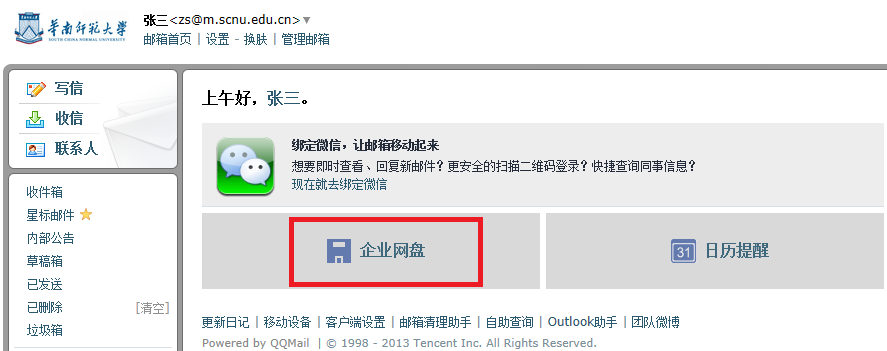 華南師範大學
SOUTH CHINA NORMAL UNIVERSITY
张三<zs@m.scnu.edu.cn>
邮箱首页 | 设置 - 换肤 | 管理邮箱
写信
收信
联系人
收件箱
星标邮件
内部公告
草稿箱
已发送
已删除 [清空]
垃圾箱
上午好，张三。
绑定微信，让邮箱移动起来
想要即时查看、回复新邮件？更安全的扫描二维码登录？快捷查询同事信息？
现在就去绑定微信
企业网盘
31 日历提醒
更新日记 | 移动设备 | 客户端设置 | 邮箱清理助手 | 自助查询 | Outlook助手 | 团队微博
Powered by QQMail | © 1998 - 2013 Tencent Inc. All Rights Reserved.